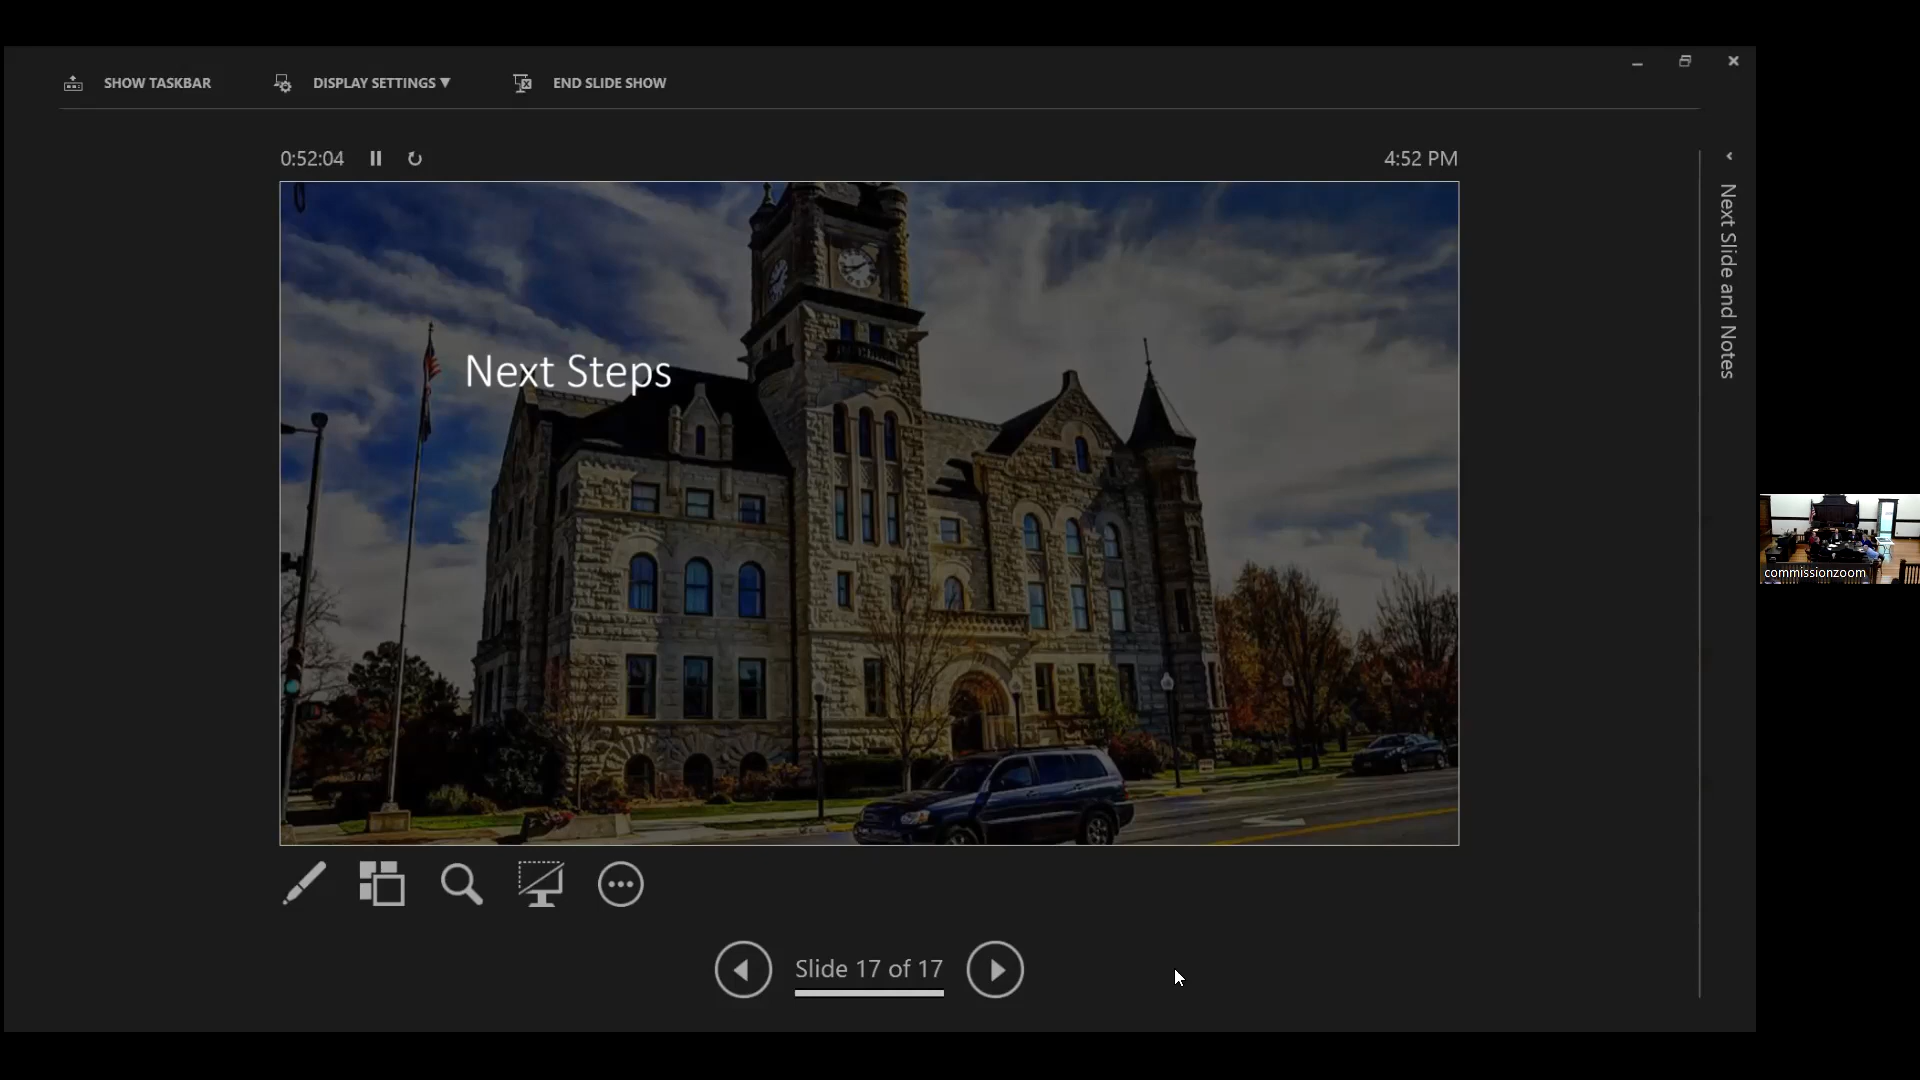 SHOW TASKBAR
DISPLAY SETTINGS ▼
END SLIDE SHOW
0:52:04
4:52 PM
Next Steps
Next Slide and Notes
commissionzoom
Slide 17 of 17